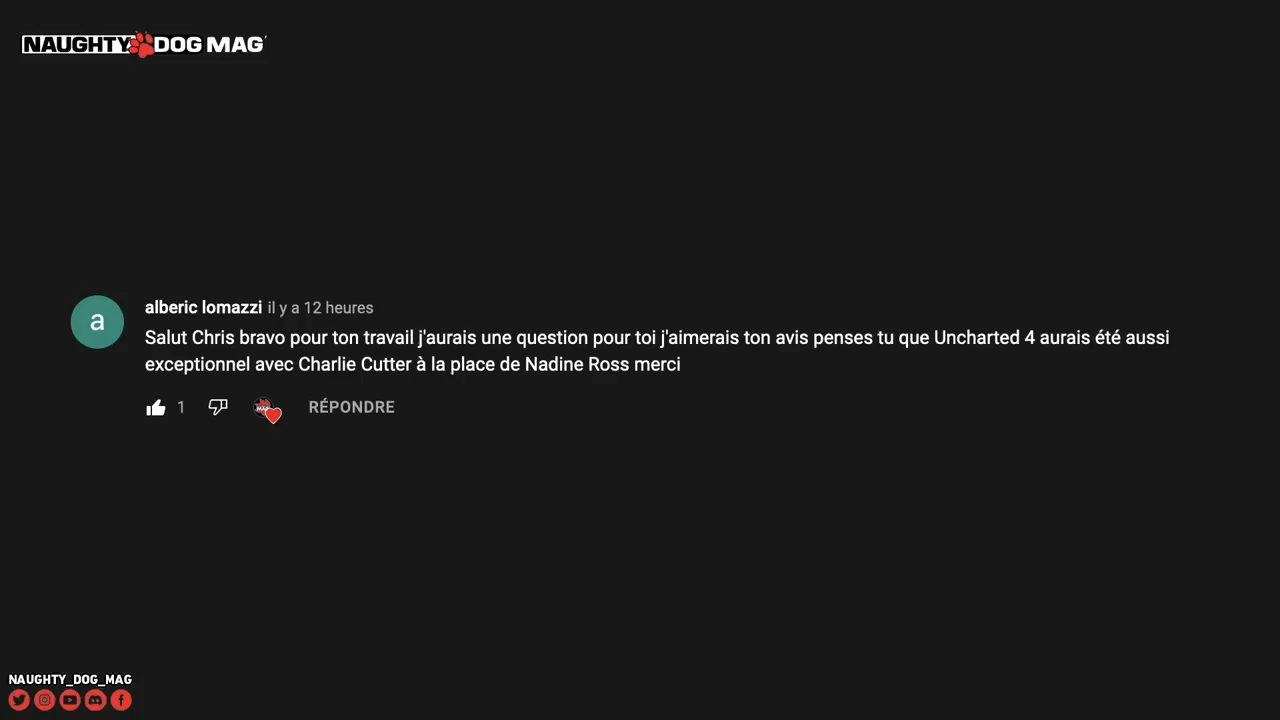 NAUGHTY DOG MAG
alberic lomazzi il y a 12 heures
a
Salut Chris bravo pour ton travail j'aurais une question pour toi j'aimerais ton avis penses tu que Uncharted 4 aurais été aussi
exceptionnel avec Charlie Cutter à la place de Nadine Ross merci
1 RÉPONDRE
NAUGHTY_DOG_MAG